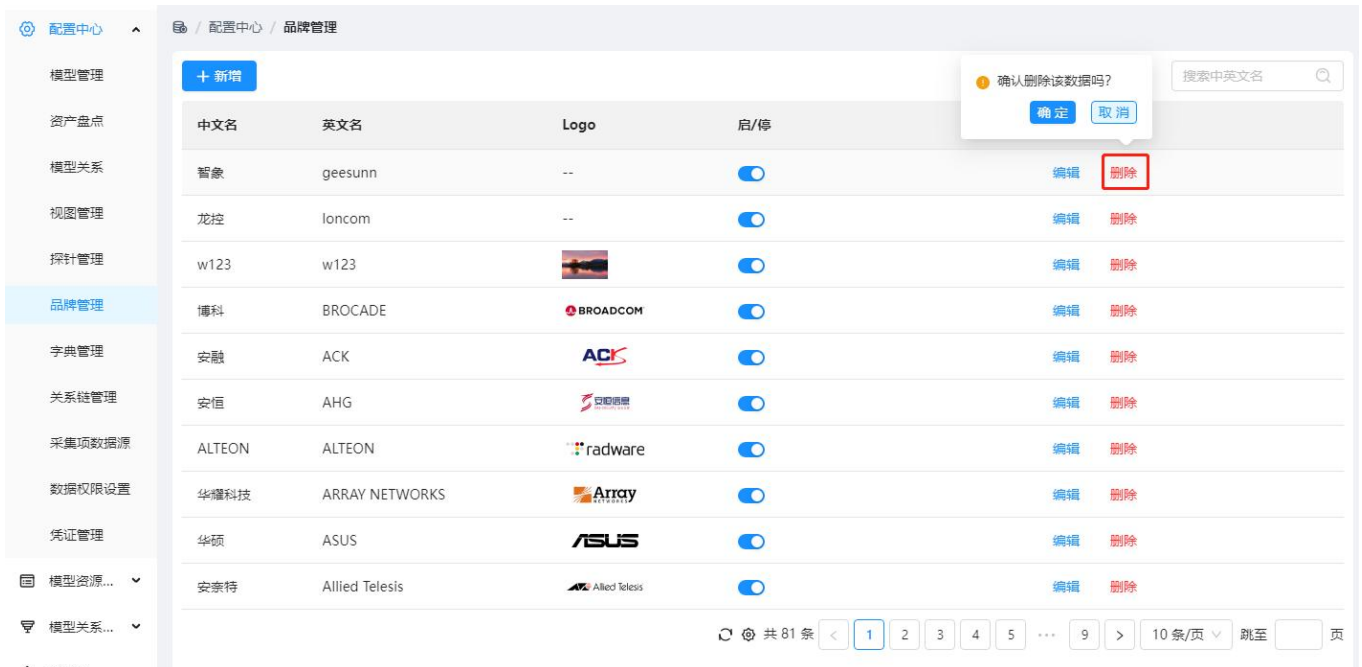 配置中心
模型管理
资产盘点
模型关系
视图管理
探针管理
品牌管理
字典管理
关系链管理
采集项数据源
数据权限设置
凭证管理
模型资源...
模型关系...
/ 配置中心 / 品牌管理
+ 新增
确认删除该数据吗?
确定 取消
搜索中英文名
中文名 英文名 Logo 启/停
智象 geesunn -- 编辑 删除
龙控 loncom -- 编辑 删除
w123 w123 编辑 删除
博科 BROCADE BROADCOM 编辑 删除
安融 ACK ACK 编辑 删除
安恒 AHG 安恒信息 编辑 删除
ALTEON ALTEON radware 编辑 删除
华耀科技 ARRAY NETWORKS Array NETWORKS 编辑 删除
华硕 ASUS ASUS 编辑 删除
安奈特 Allied Telesis Allied Telesis 编辑 删除
共 81 条 < 1 2 3 4 5 ••• 9 > 10 条/页 跳至 页